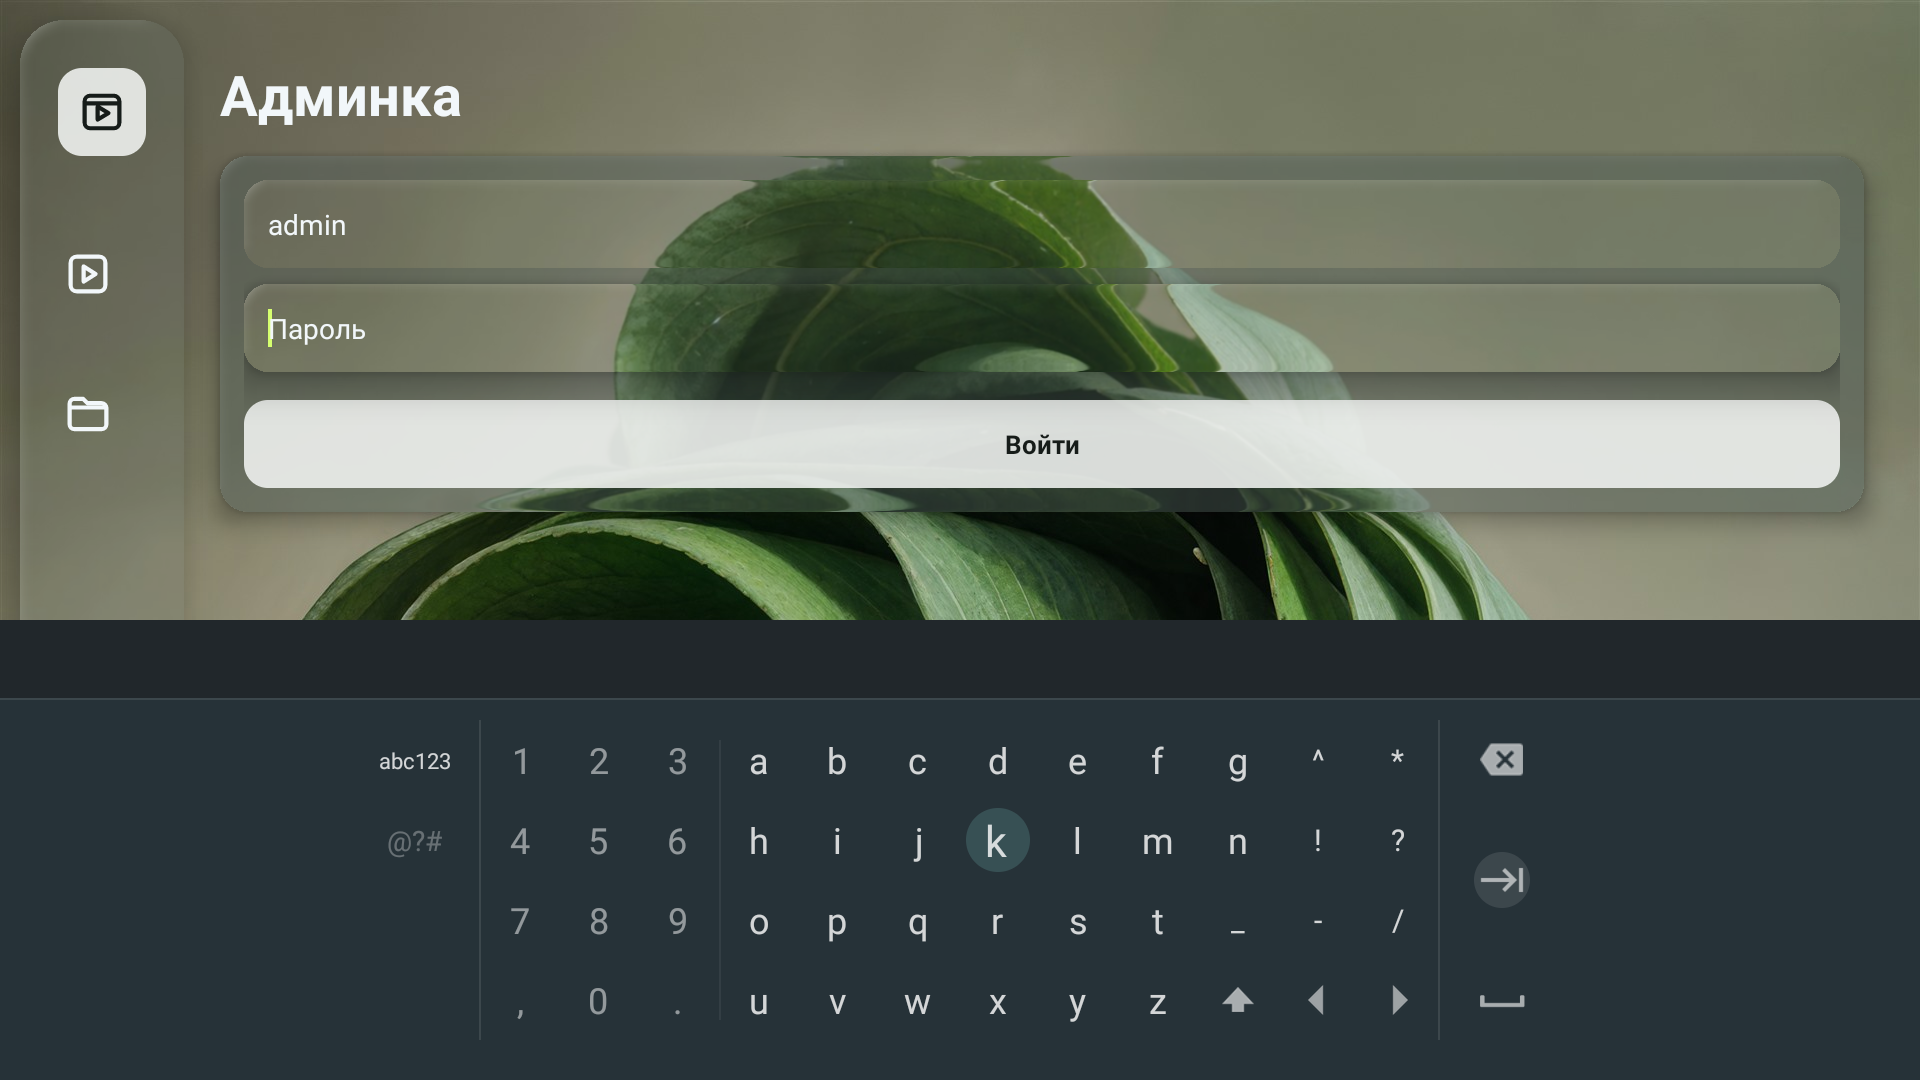 Админка
admin
Пароль
Войти
abc123 1 2 3 a b c d e f g ^ *
@?# 4 5 6 h i j k l m n ! ?
7 8 9 o p q r s t _ - /
, 0 . u v w x y z